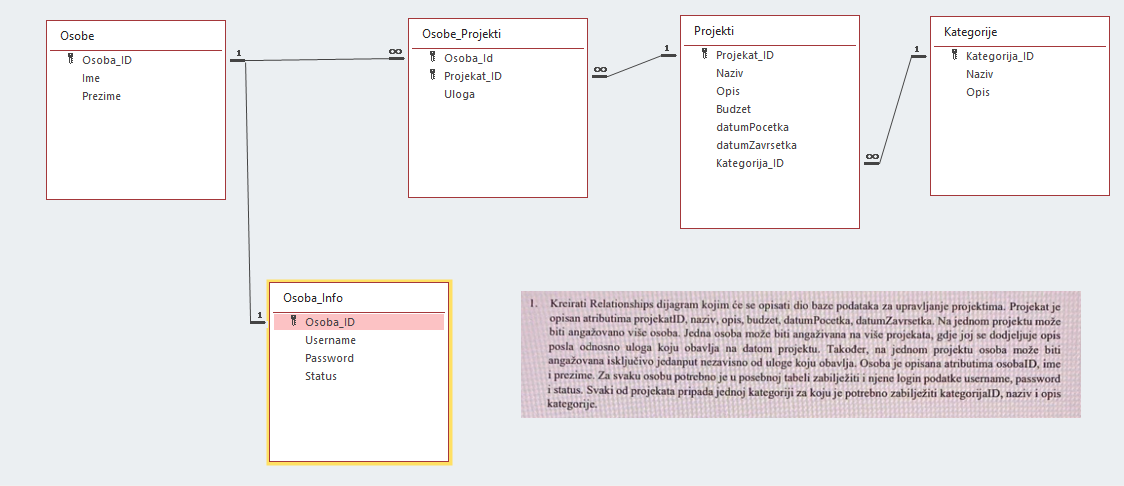 Osobe
Osoba_ID
Ime
Prezime
1
∞
Osobe_Projekti
Osoba_Id
Projekat_ID
Uloga
∞
1
Projekti
Projekat_ID
Naziv
Opis
Budzet
datumPocetka
datumZavrsetka
Kategorija_ID
∞
1
Kategorije
Kategorija_ID
Naziv
Opis
1
Osoba_Info
Osoba_ID
Username
Password
Status
1. Kreirati Relationships dijagram kojim će se opisati dio baze podataka za upravljanje projektima. Projekat je
opisan atributima projekatID, naziv, opis, budzet, datumPocetka, datumZavrsetka. Na jednom projektu može
biti angažovano više osoba. Jedna osoba može biti angaživana na više projekata, gdje joj se dodjeljuje opis
posla odnosno uloga koju obavlja na datom projektu. Također, na jednom projektu osoba može biti
angažovana isključivo jedanput nezavisno od uloge koju obavlja. Osoba je opisana atributima osobaID, ime
i prezime. Za svaku osobu potrebno je u posebnoj tabeli zabilježiti i njene login podatke username, password
i status. Svaki od projekata pripada jednoj kategoriji za koju je potrebno zabilježiti kategorijaID, naziv i opis
kategorije.